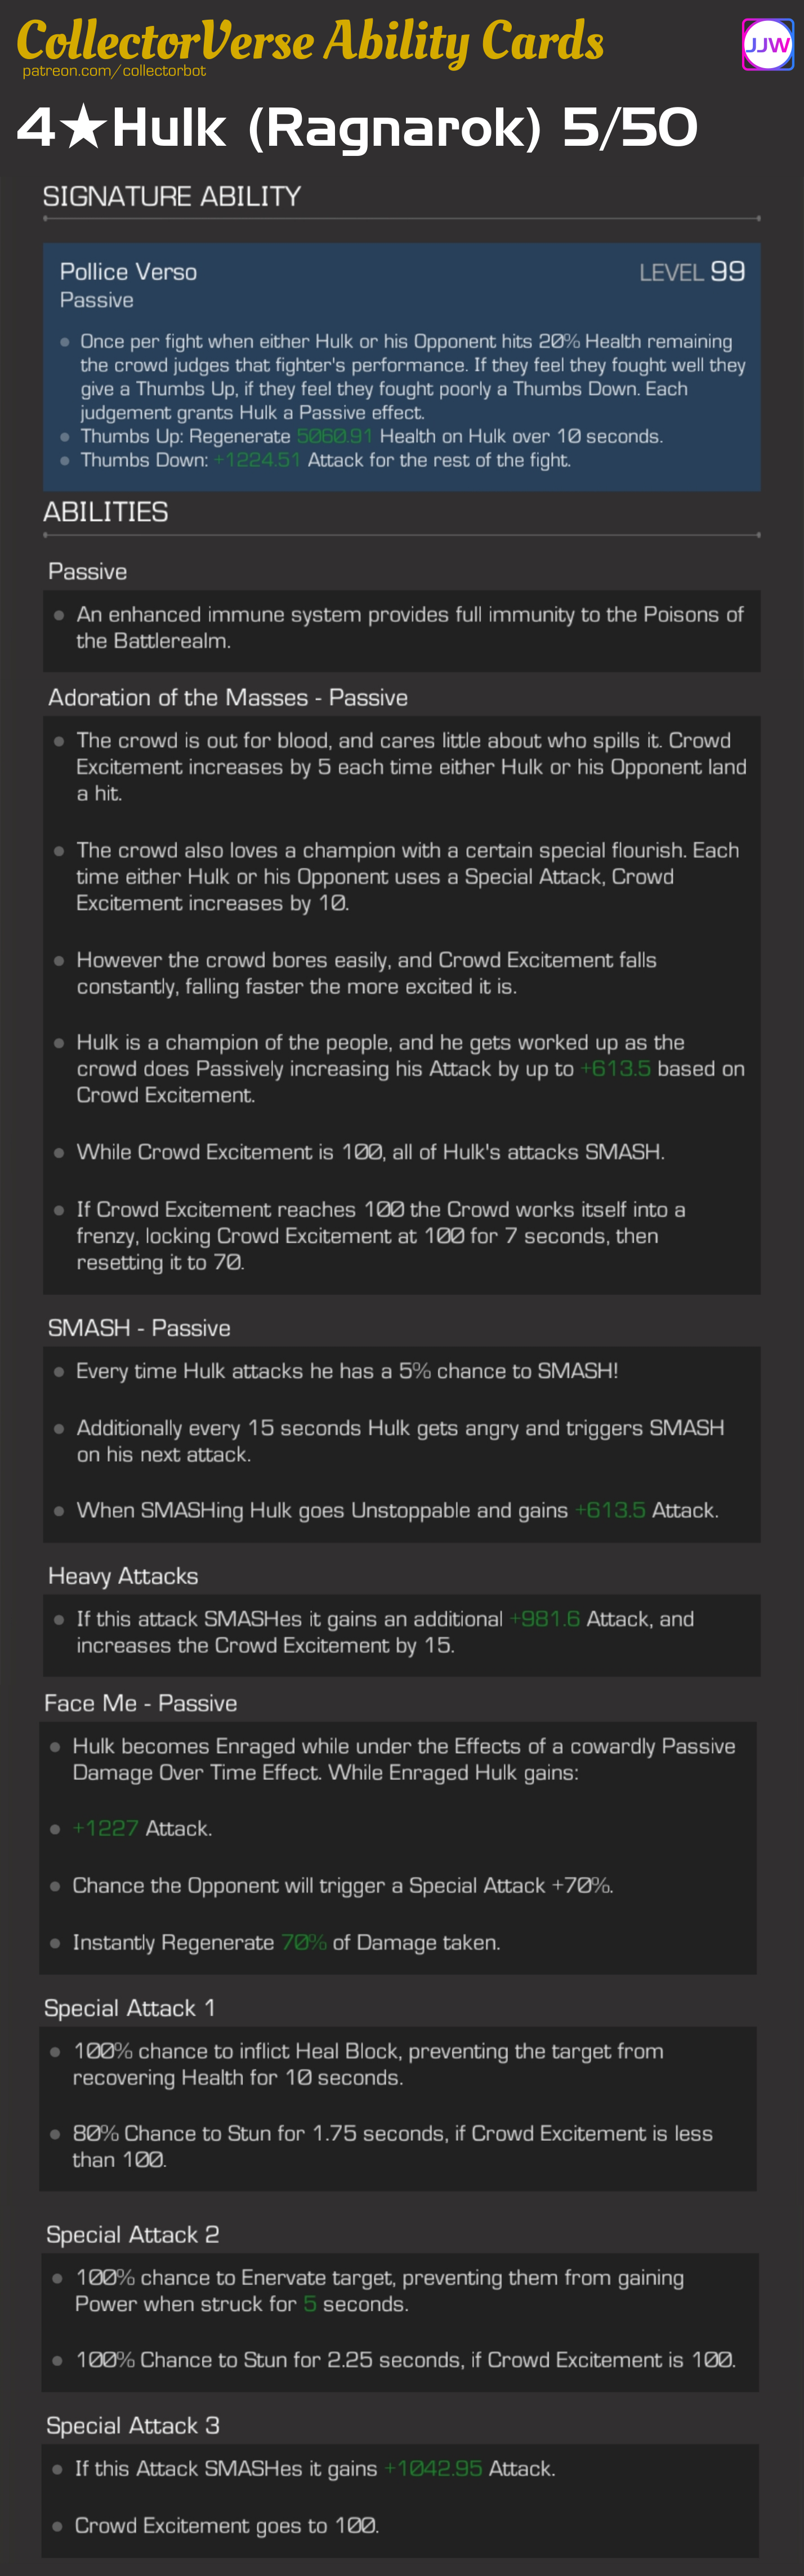 CollectorVerse Ability Cards
patreon.com/collectorbot
JJW
4★Hulk (Ragnarok) 5/50
SIGNATURE ABILITY
Pollice Verso
LEVEL 99
Passive
Once per fight when either Hulk or his Opponent hits 20% Health remaining
the crowd judges that fighter's performance. If they feel they fought well they
give a Thumbs Up, if they feel they fought poorly a Thumbs Down. Each
judgement grants Hulk a Passive effect.
Thumbs Up: Regenerate 5060.91 Health on Hulk over 10 seconds.
Thumbs Down: +1224.51 Attack for the rest of the fight.
ABILITIES
Passive
An enhanced immune system provides full immunity to the Poisons of
the Battlerealm.
Adoration of the Masses - Passive
The crowd is out for blood, and cares little about who spills it. Crowd
Excitement increases by 5 each time either Hulk or his Opponent land
a hit.
The crowd also loves a champion with a certain special flourish. Each
time either Hulk or his Opponent uses a Special Attack, Crowd
Excitement increases by 10.
However the crowd bores easily, and Crowd Excitement falls
constantly, falling faster the more excited it is.
Hulk is a champion of the people, and he gets worked up as the
crowd does Passively increasing his Attack by up to +613.5 based on
Crowd Excitement.
While Crowd Excitement is 100, all of Hulk's attacks SMASH.
If Crowd Excitement reaches 100 the Crowd works itself into a
frenzy, locking Crowd Excitement at 100 for 7 seconds, then
resetting it to 70.
SMASH - Passive
Every time Hulk attacks he has a 5% chance to SMASH!
Additionally every 15 seconds Hulk gets angry and triggers SMASH
on his next attack.
When SMASHing Hulk goes Unstoppable and gains +613.5 Attack.
Heavy Attacks
If this attack SMASHes it gains an additional +981.6 Attack, and
increases the Crowd Excitement by 15.
Face Me - Passive
Hulk becomes Enraged while under the Effects of a cowardly Passive
Damage Over Time Effect. While Enraged Hulk gains:
+1227 Attack.
Chance the Opponent will trigger a Special Attack +70%.
Instantly Regenerate 70% of Damage taken.
Special Attack 1
100% chance to inflict Heal Block, preventing the target from
recovering Health for 10 seconds.
80% Chance to Stun for 1.75 seconds, if Crowd Excitement is less
than 100.
Special Attack 2
100% chance to Enervate target, preventing them from gaining
Power when struck for 5 seconds.
100% Chance to Stun for 2.25 seconds, if Crowd Excitement is 100.
Special Attack 3
If this Attack SMASHes it gains +1042.95 Attack.
Crowd Excitement goes to 100.